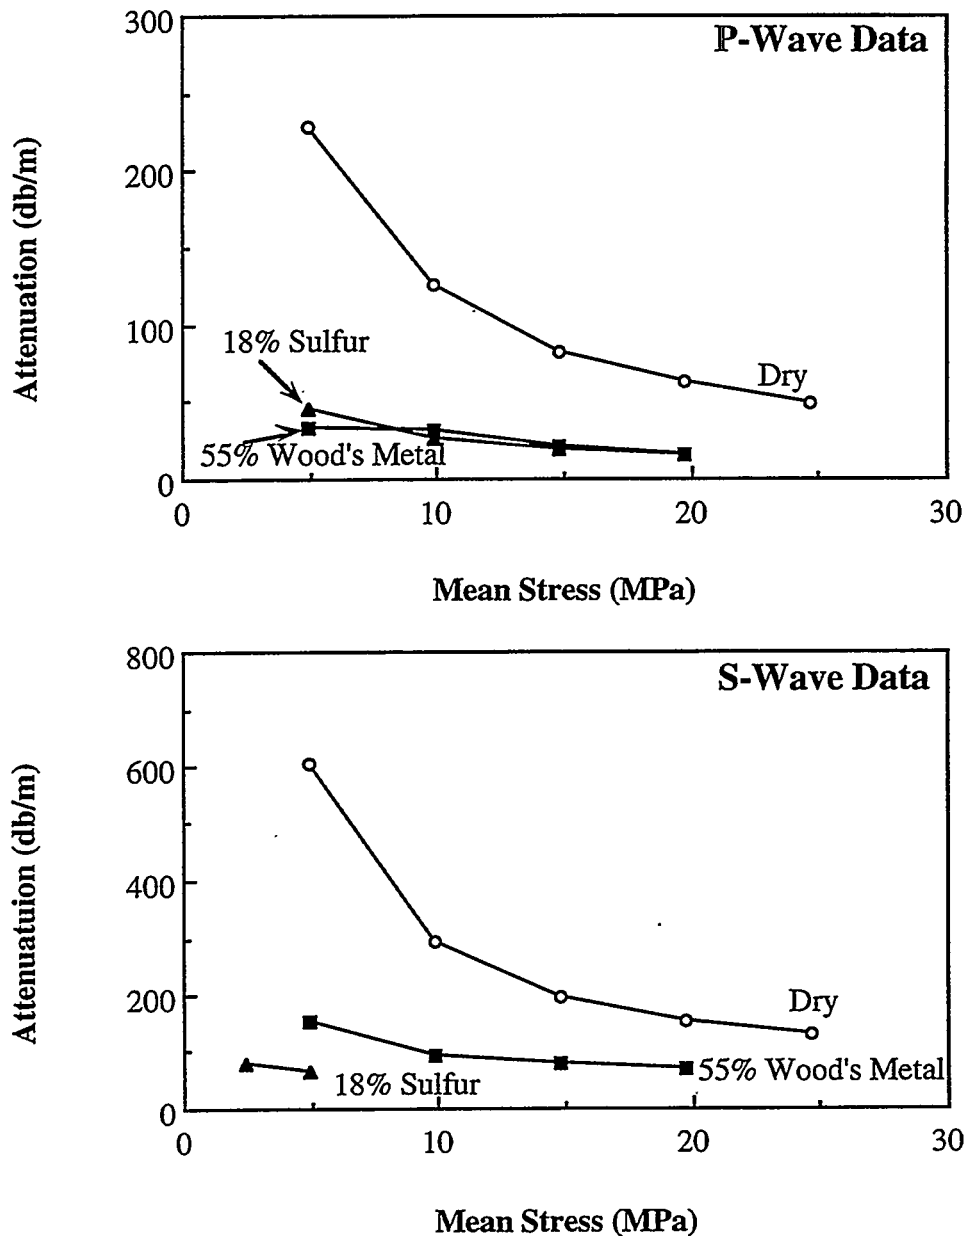 P-Wave Data
300
200
100
0
Attenuation (db/m)
18% Sulfur
55% Wood's Metal
Dry
0 10 20 30
Mean Stress (MPa)
S-Wave Data
800
600
400
200
0
Attenuatuion (db/m)
Dry
55% Wood's Metal
18% Sulfur
0 10 20 30
Mean Stress (MPa)